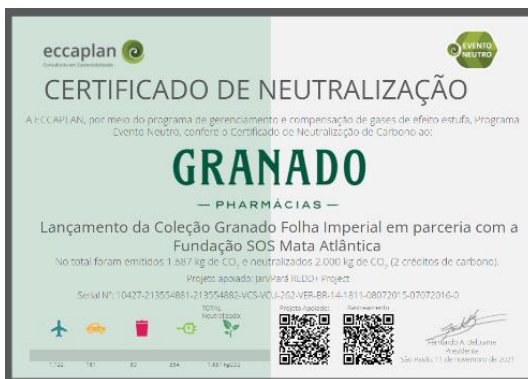 eccaplan
Consultoria em Sustentabilidade
EVENTO
NEUTRO
CERTIFICADO DE NEUTRALIZAÇÃO
A ECCAPLAN, por meio do programa de gerenciamento e compensação de gases de efeito estufa, Programa
Evento Neutro, confere o Certificado de Neutralização de Carbono ao:
GRANADO
— PHARMÁCIAS —
Lançamento da Coleção Granado Folha Imperial em parceria com a
Fundação SOS Mata Atlântica
No total foram emitidos 1.687 kg de CO₂ e neutralizados 2.000 kg de CO₂ (2 créditos de carbono).
Projeto apoiado: Jari/Pará REDD+ Project
Serial Nº: 10427-213554881-213554882-VCS-VCU-262-VER-BR-14-1811-08072015-07072016-0
TOTAL
Neutralizado:
Projeto Apoiado:
Rastreamento
Presidente
São Paulo, 11 de novembro de 2021